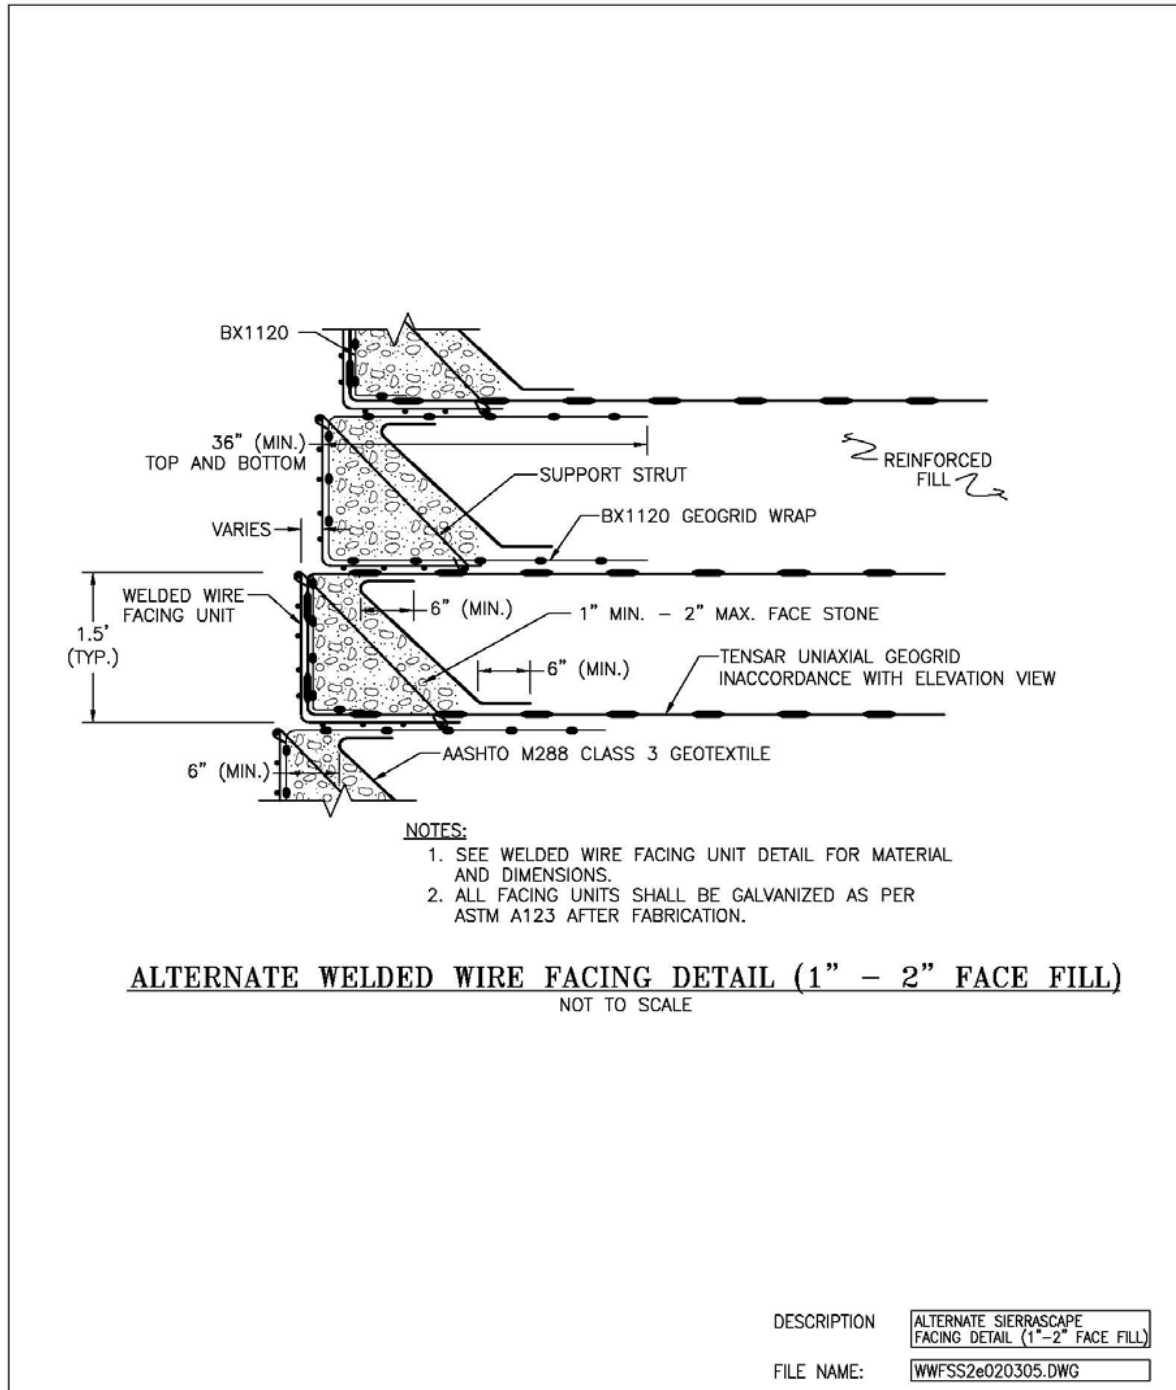 BX1120
36" (MIN.)
TOP AND BOTTOM
REINFORCED
FILL
SUPPORT STRUT
BX1120 GEOGRID WRAP
VARIES
WELDED WIRE
FACING UNIT
6" (MIN.)
1" MIN. - 2" MAX. FACE STONE
1.5'
(TYP.)
6" (MIN.)
TENSAR UNIAXIAL GEOGRID
INACCORDANCE WITH ELEVATION VIEW
AASHTO M288 CLASS 3 GEOTEXTILE
6" (MIN.)
NOTES:
1. SEE WELDED WIRE FACING UNIT DETAIL FOR MATERIAL
AND DIMENSIONS.
2. ALL FACING UNITS SHALL BE GALVANIZED AS PER
ASTM A123 AFTER FABRICATION.
ALTERNATE WELDED WIRE FACING DETAIL (1" - 2" FACE FILL)
NOT TO SCALE
DESCRIPTION
ALTERNATE SIERRASCAPE
FACING DETAIL (1"-2" FACE FILL)
FILE NAME:
WWFSS2e020305.DWG